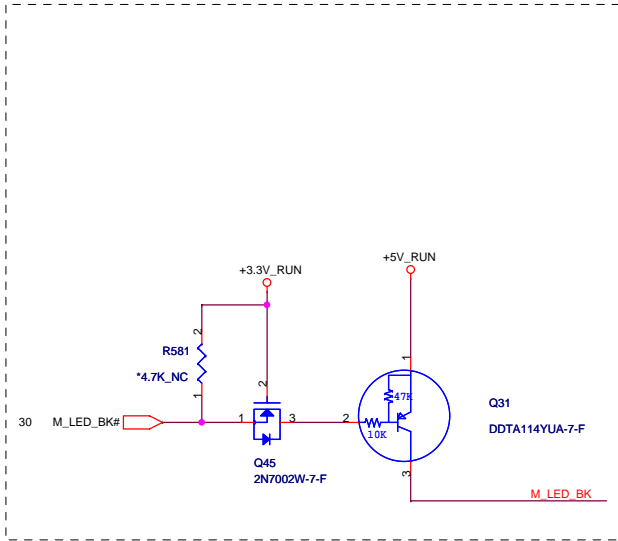 +5V_RUN
+3.3V_RUN
1
2
R581
*4.7K_NC
2
47K
Q31
1
30 M_LED_BK# 1 3 2
10K
DDTA114YUA-7-F
Q45
2N7002W-7-F
3
M_LED_BK